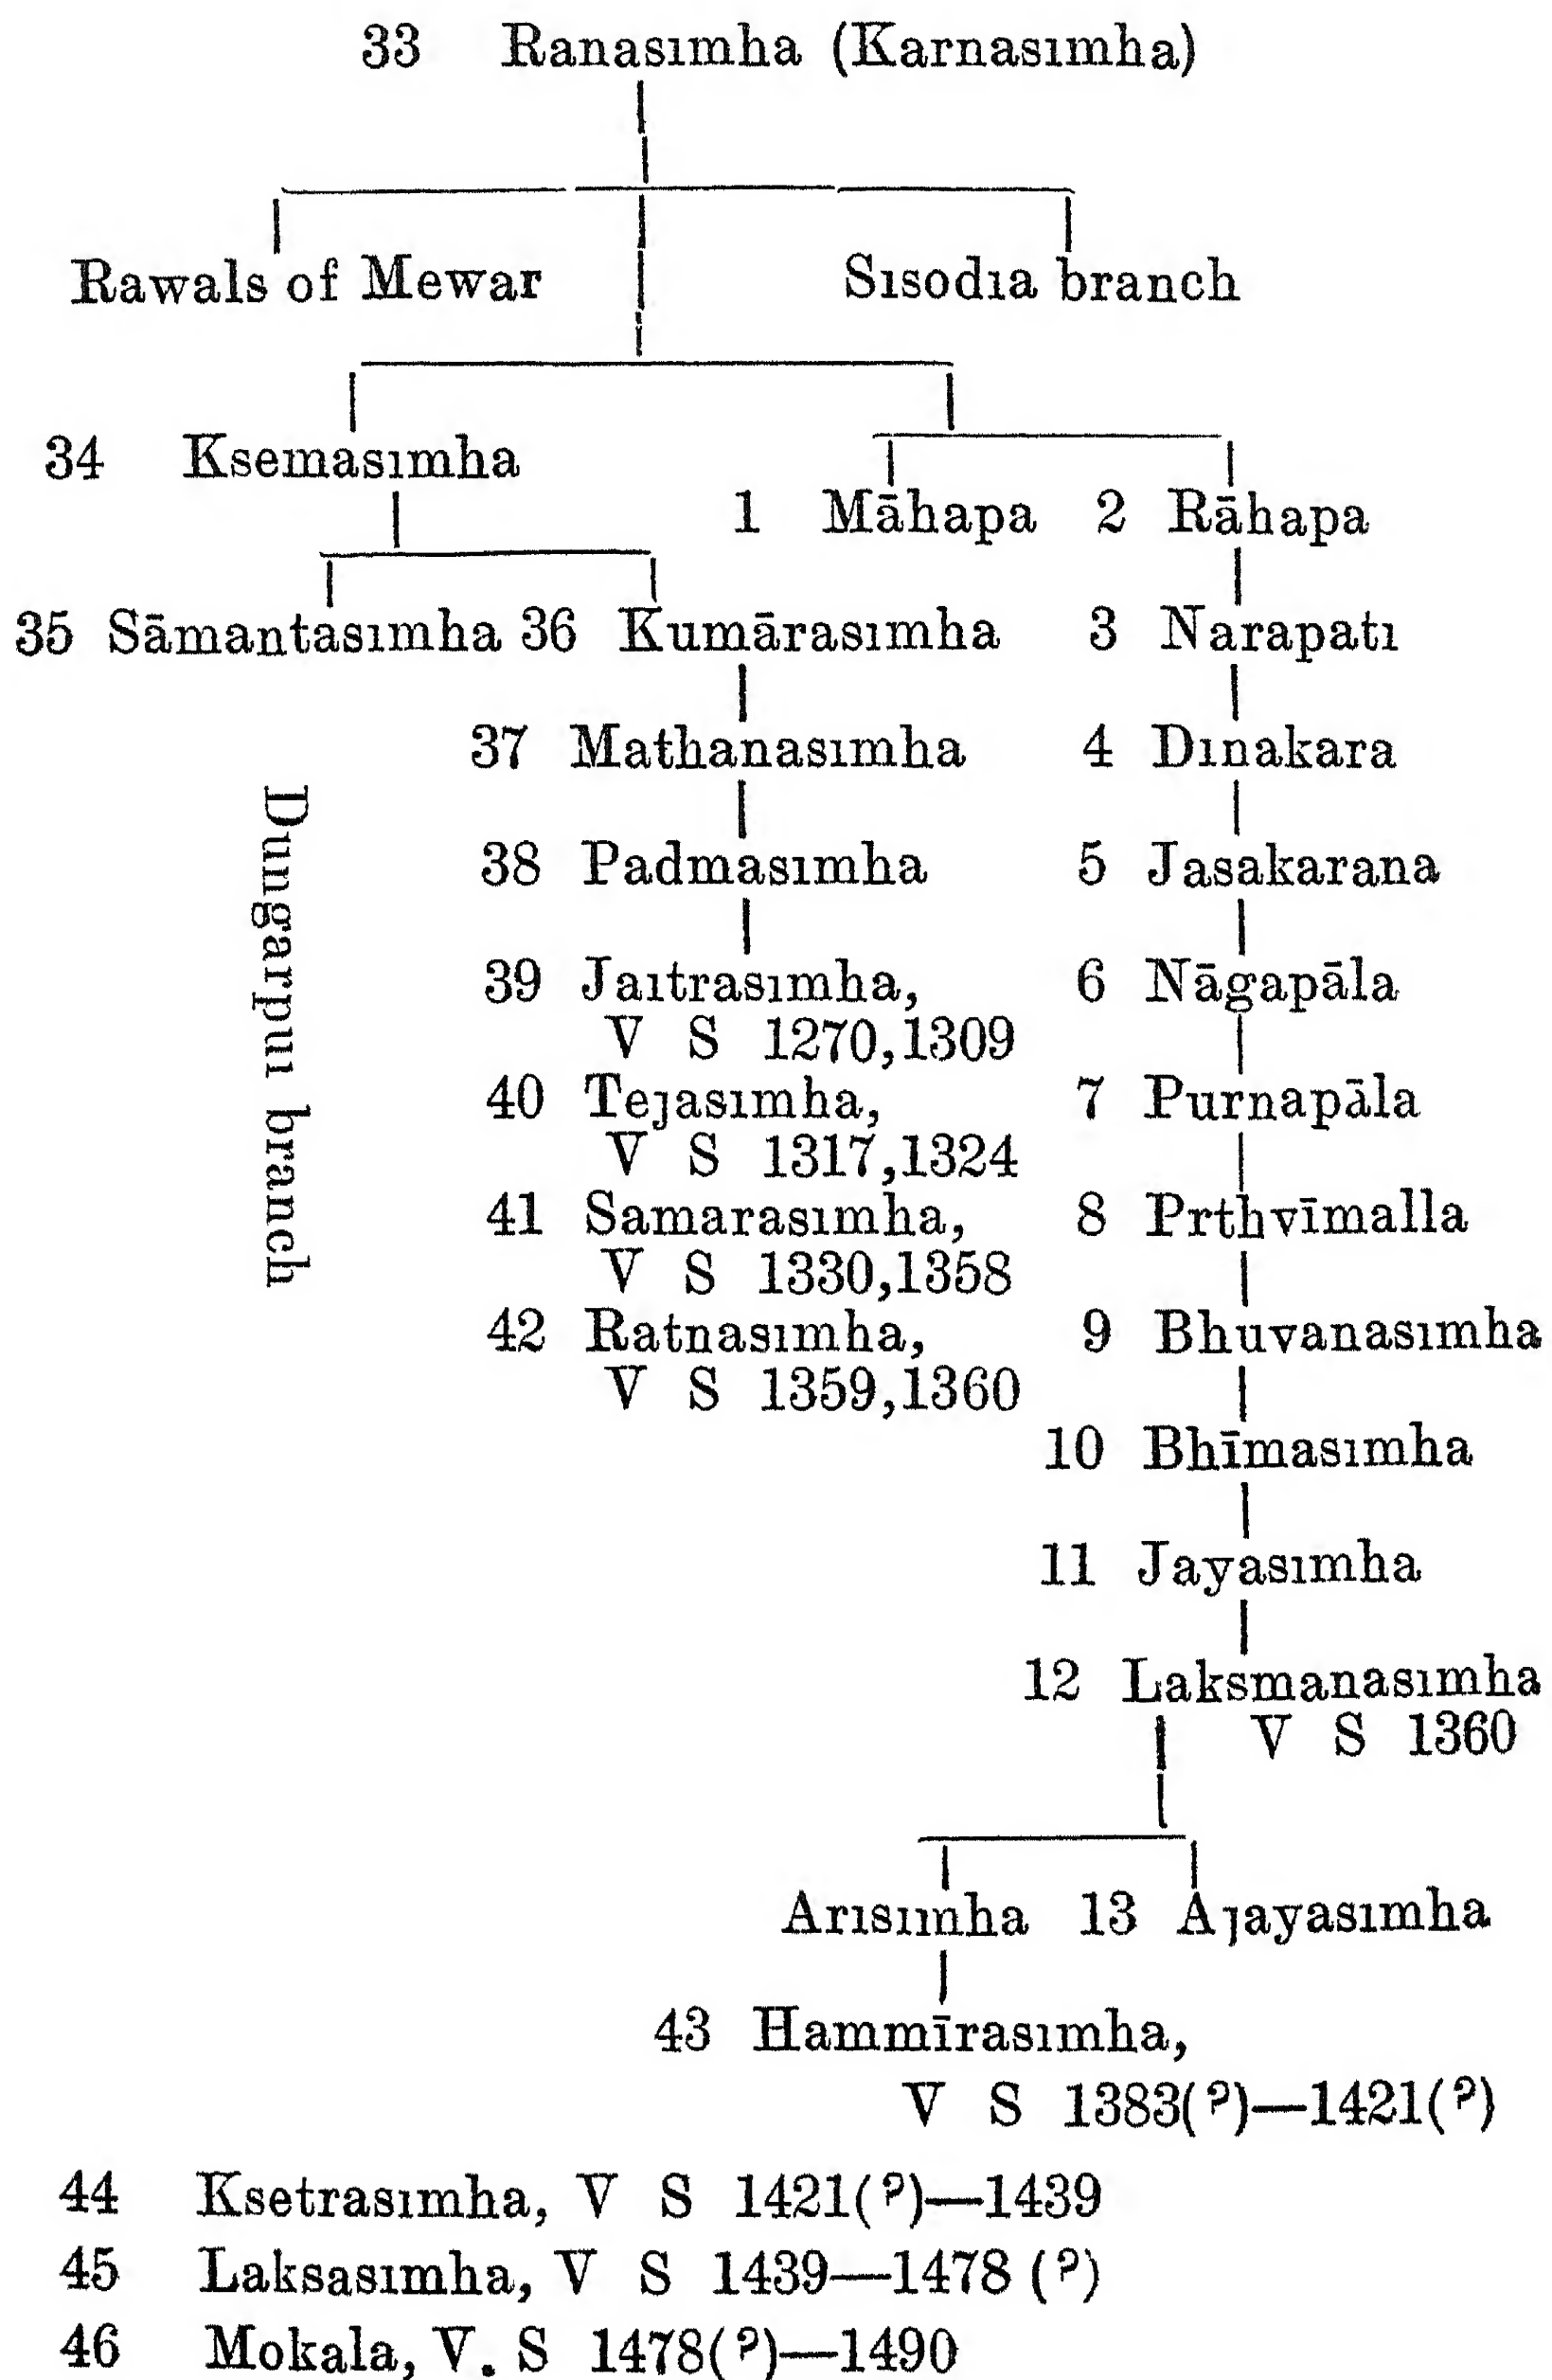 33 Ranasımha (Karnasımha)
Rawals of Mewar Sısodıa branch
34 Ksemasımha
1 Māhapa 2 Rāhapa
35 Sāmantasımha 36 Kumārasımha 3 Narapatı
37 Mathanasımha 4 Dınakara
38 Padmasımha 5 Jasakarana
39 Jaıtrasımha, 6 Nāgapāla
V S 1270,1309
40 Teȷasımha, 7 Purnapāla
V S 1317,1324
41 Samarasımha, 8 Prthvīmalla
V S 1330,1358
42 Ratnasımha, 9 Bhuvanasımha
V S 1359,1360
Dungarpuı branch
10 Bhīmasımha
11 Jayasımha
12 Laksmanasımha
V S 1360
Arısımha 13 Aȷayasımha
43 Hammīrasımha,
V S 1383(?)—1421(?)
44 Ksetrasımha, V S 1421(?)—1439
45 Laksasımha, V S 1439—1478 (?)
46 Mokala, V. S 1478(?)—1490